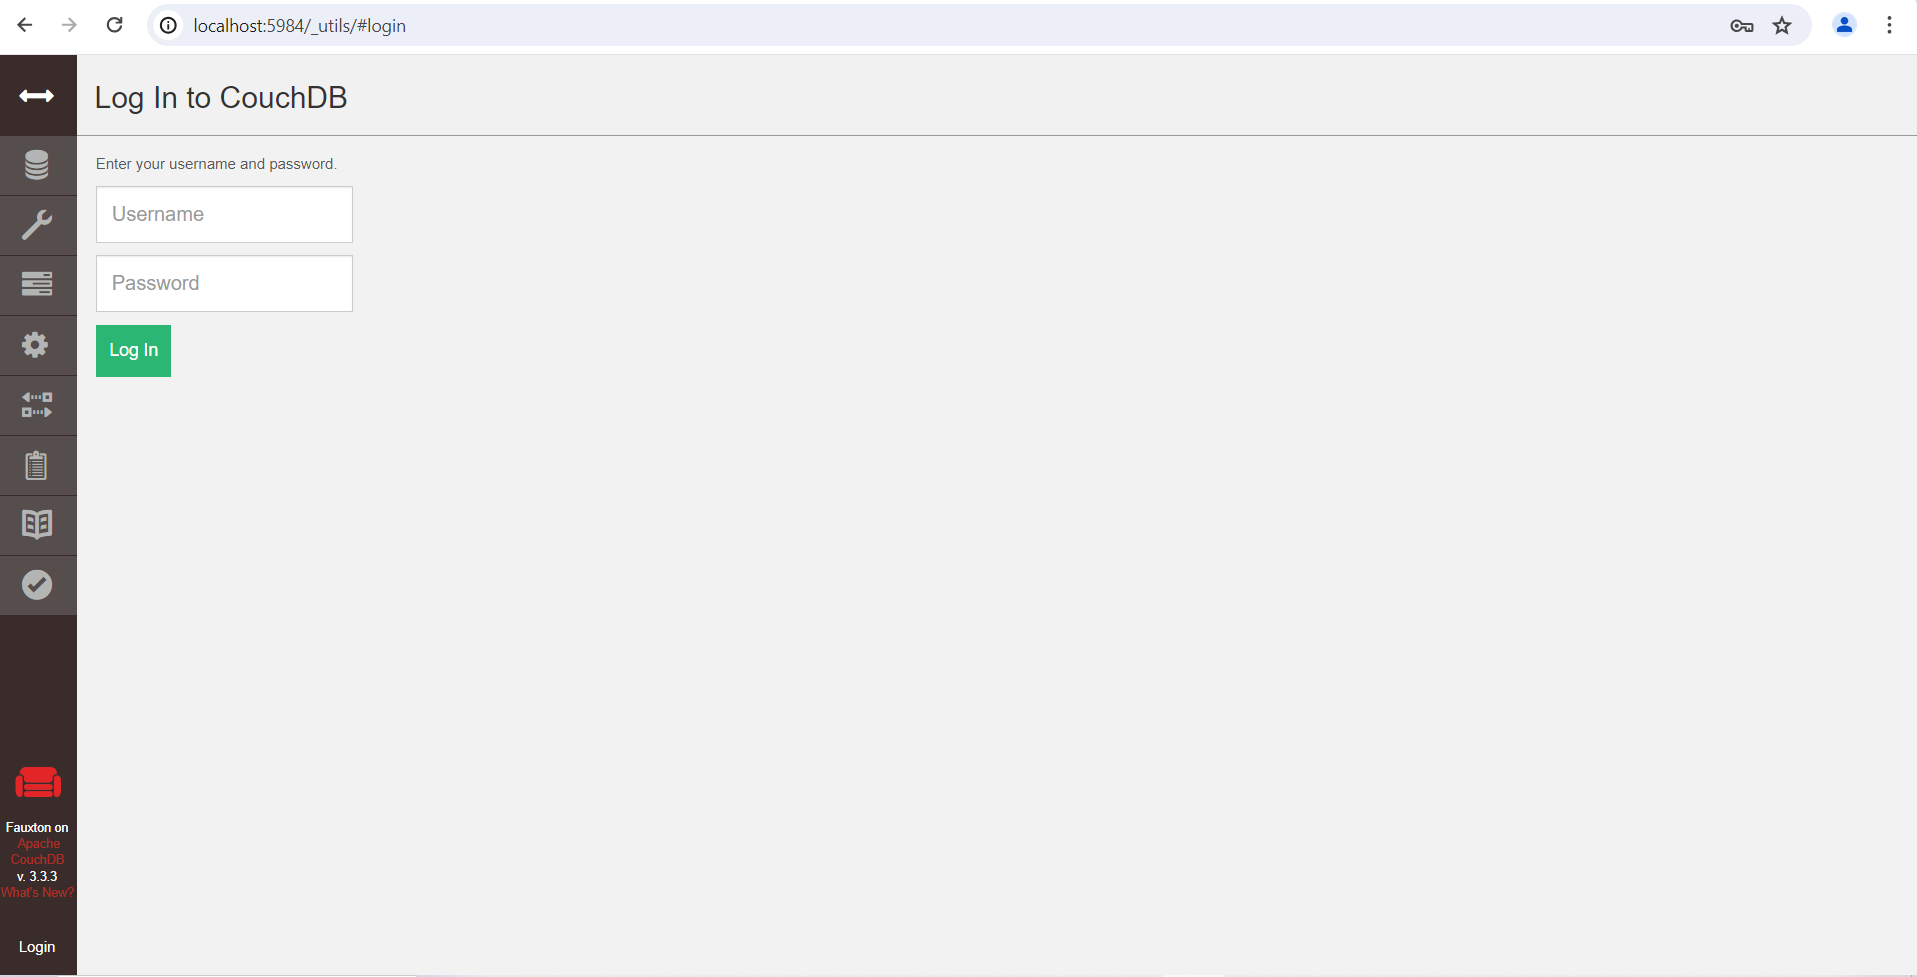 localhost:5984/_utils/#login
Log In to CouchDB
Enter your username and password.
Username
Password
Log In
Fauxton on
Apache
CouchDB
v. 3.3.3
What's New?
Login